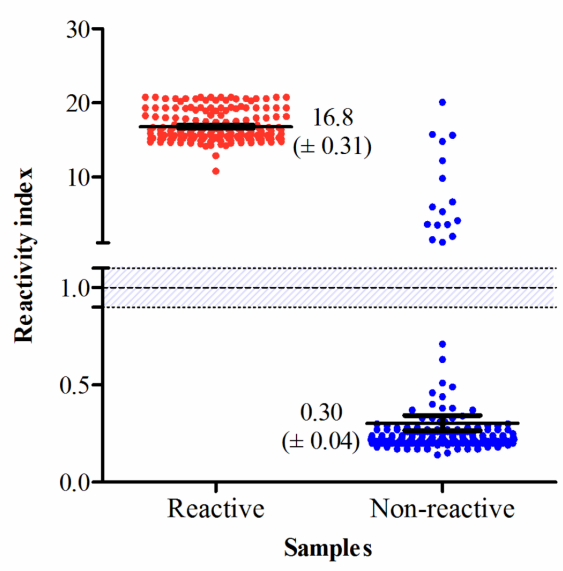 30
20
10
1.0
0.5
0.0
Reactivity index
16.8
(± 0.31)
0.30
(± 0.04)
Reactive
Non-reactive
Samples